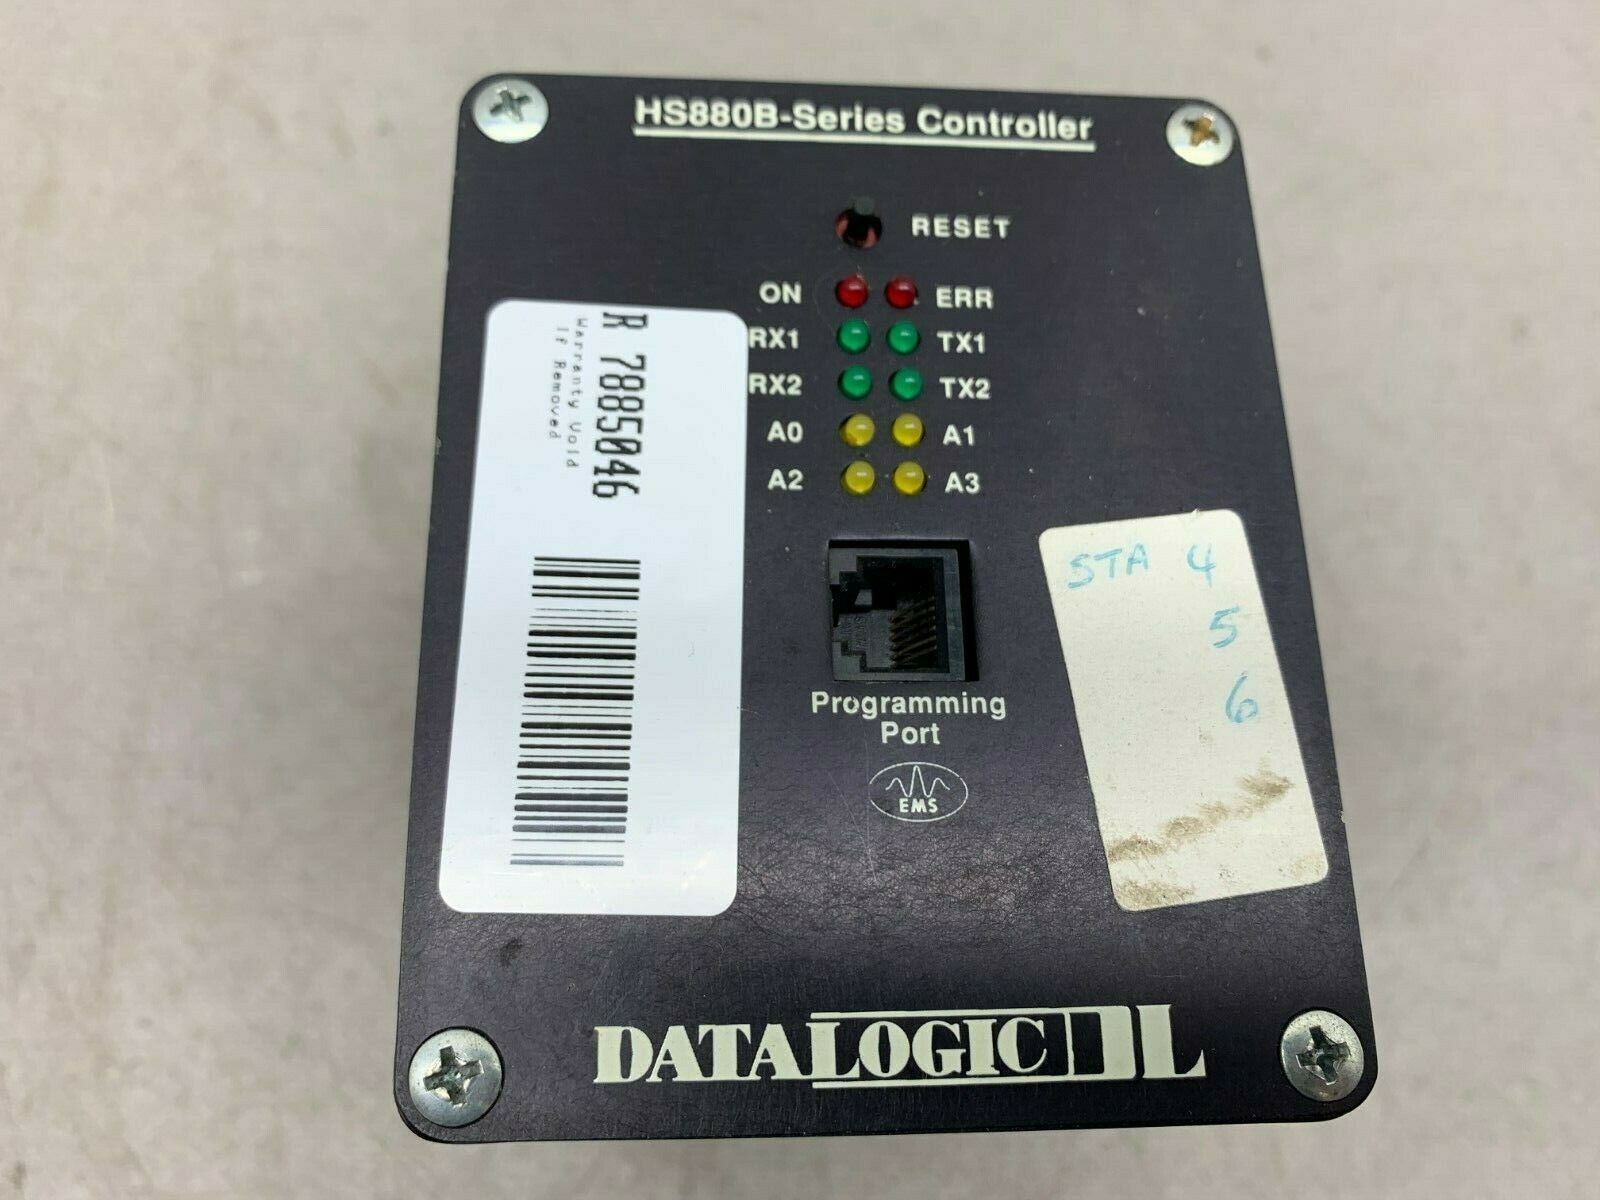 HS880B-Series Controller
RESET
ON ERR
RX1 TX1
RX2 TX2
A0 A1
A2 A3
R 7885046
Warranty Void
If Removed
STA 4
5
6
Programming
Port
EMS
DATALOGIC DL